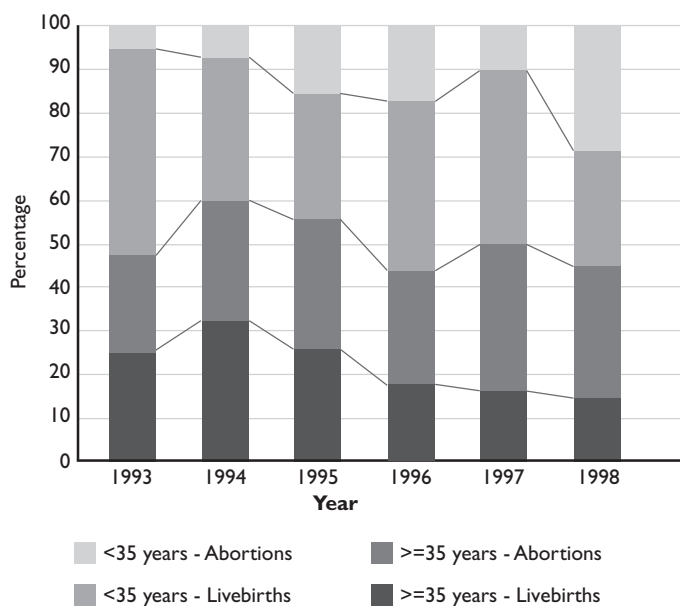 100
90
80
70
60
50
40
30
20
10
0
Percentage
1993 1994 1995 1996 1997 1998
Year
<35 years - Abortions >=35 years - Abortions
<35 years - Livebirths >=35 years - Livebirths